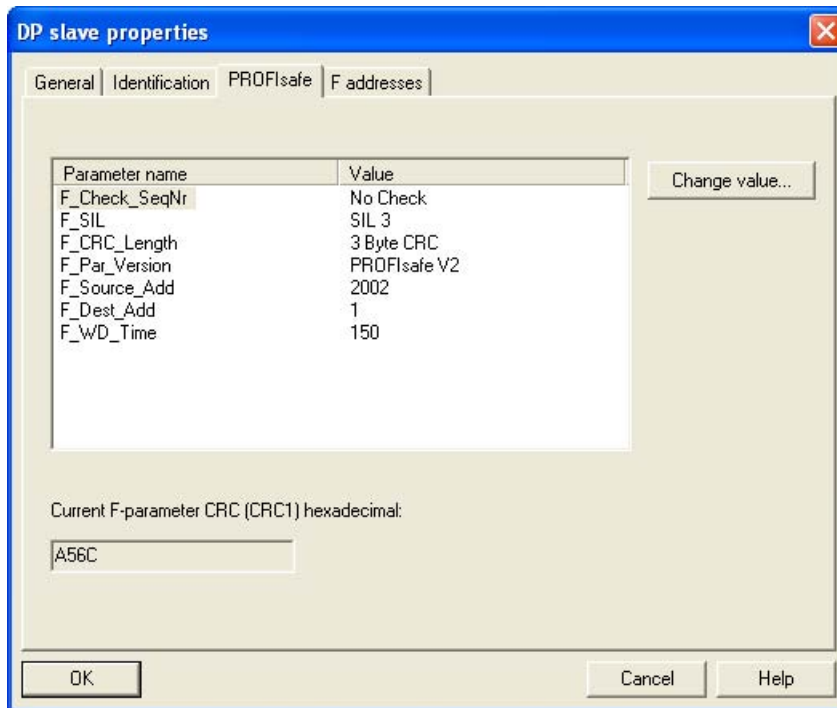 DP slave properties
General Identification PROFIsafe F addresses
Parameter name Value
F_Check_SeqNr No Check
F_SIL SIL 3
F_CRC_Length 3 Byte CRC
F_Par_Version PROFIsafe V2
F_Source_Add 2002
F_Dest_Add 1
F_WD_Time 150
Change value...
Current F-parameter CRC (CRC1) hexadecimal:
A56C
OK Cancel Help